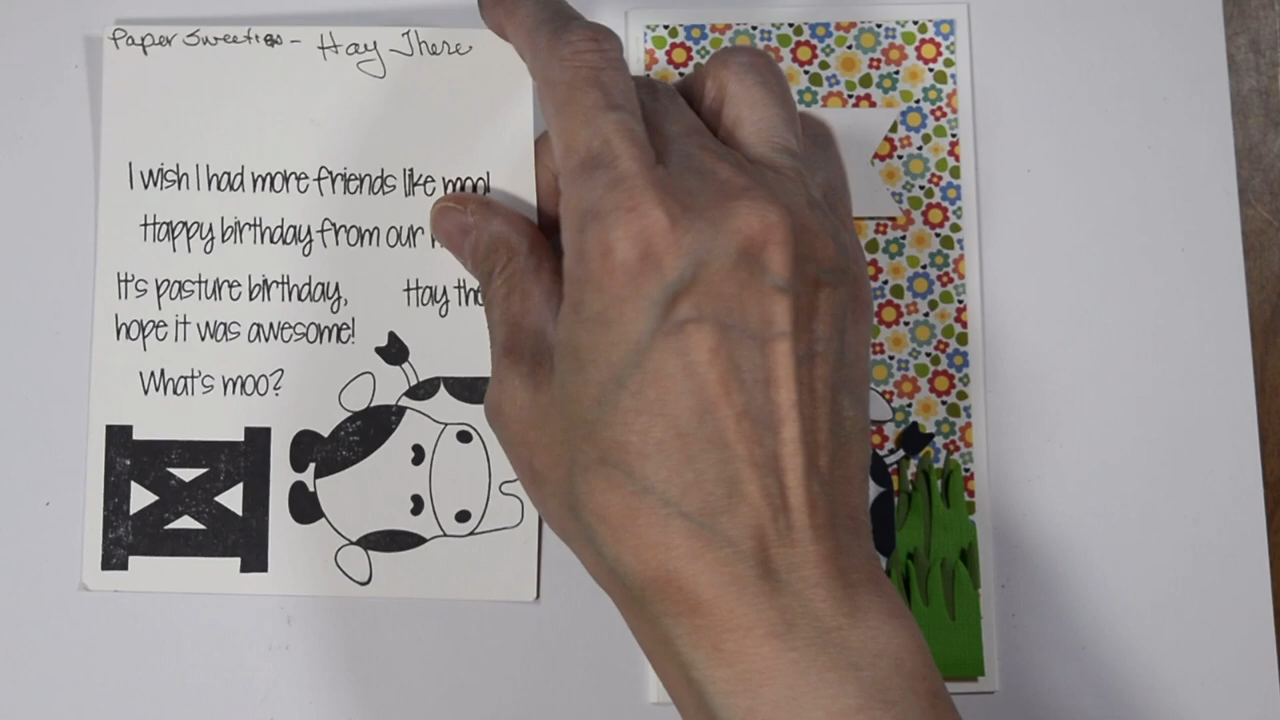 Paper Sweeties - Hay There
I wish I had more friends like moo!
Happy birthday from our
It's pasture birthday,
hope it was awesome!
Hay
What's moo?